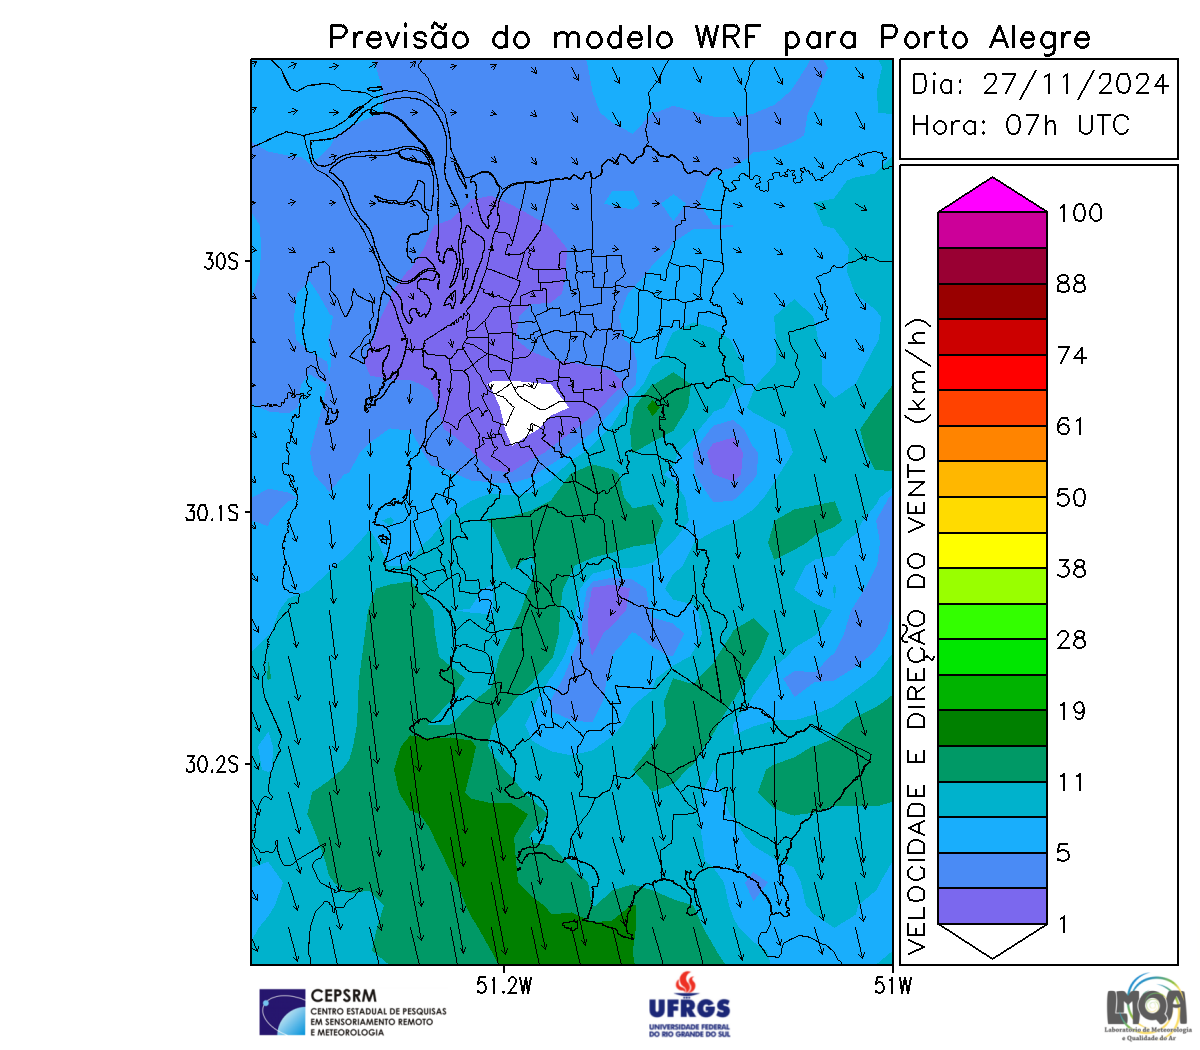 Previsão do modelo WRF para Porto Alegre
Dia: 27/11/2024
Hora: 07h UTC
30S
30.1S
30.2S
51.2W
51W
VELOCIDADE E DIREÇÃO DO VENTO (km/h)
100
88
74
61
50
38
28
19
11
5
1
CEPSRM
CENTRO ESTADUAL DE PESQUISAS
EM SENSORIAMENTO REMOTO
E METEOROLOGIA
UFRGS
UNIVERSIDADE FEDERAL
DO RIO GRANDE DO SUL
LMQA
Laboratório de Meteorologia
e Qualidade do Ar